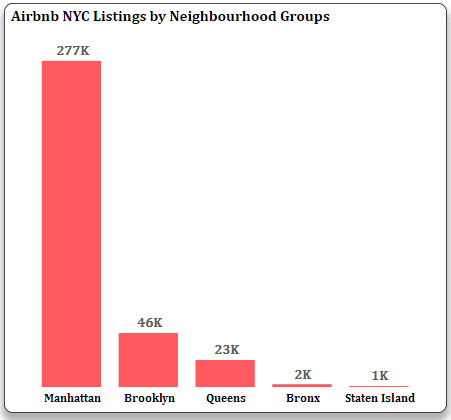 Airbnb NYC Listings by Neighbourhood Groups
277K
46K
23K
2K
1K
Manhattan Brooklyn Queens Bronx Staten Island